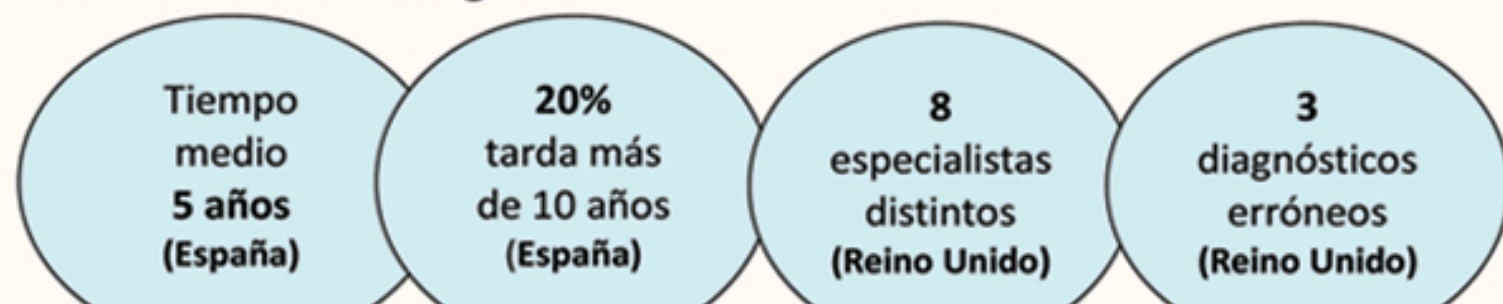 Tiempo
medio
5 años
(España)
20%
tarda más
de 10 años
(España)
8
especialistas
distintos
(Reino Unido)
3
diagnósticos
erróneos
(Reino Unido)